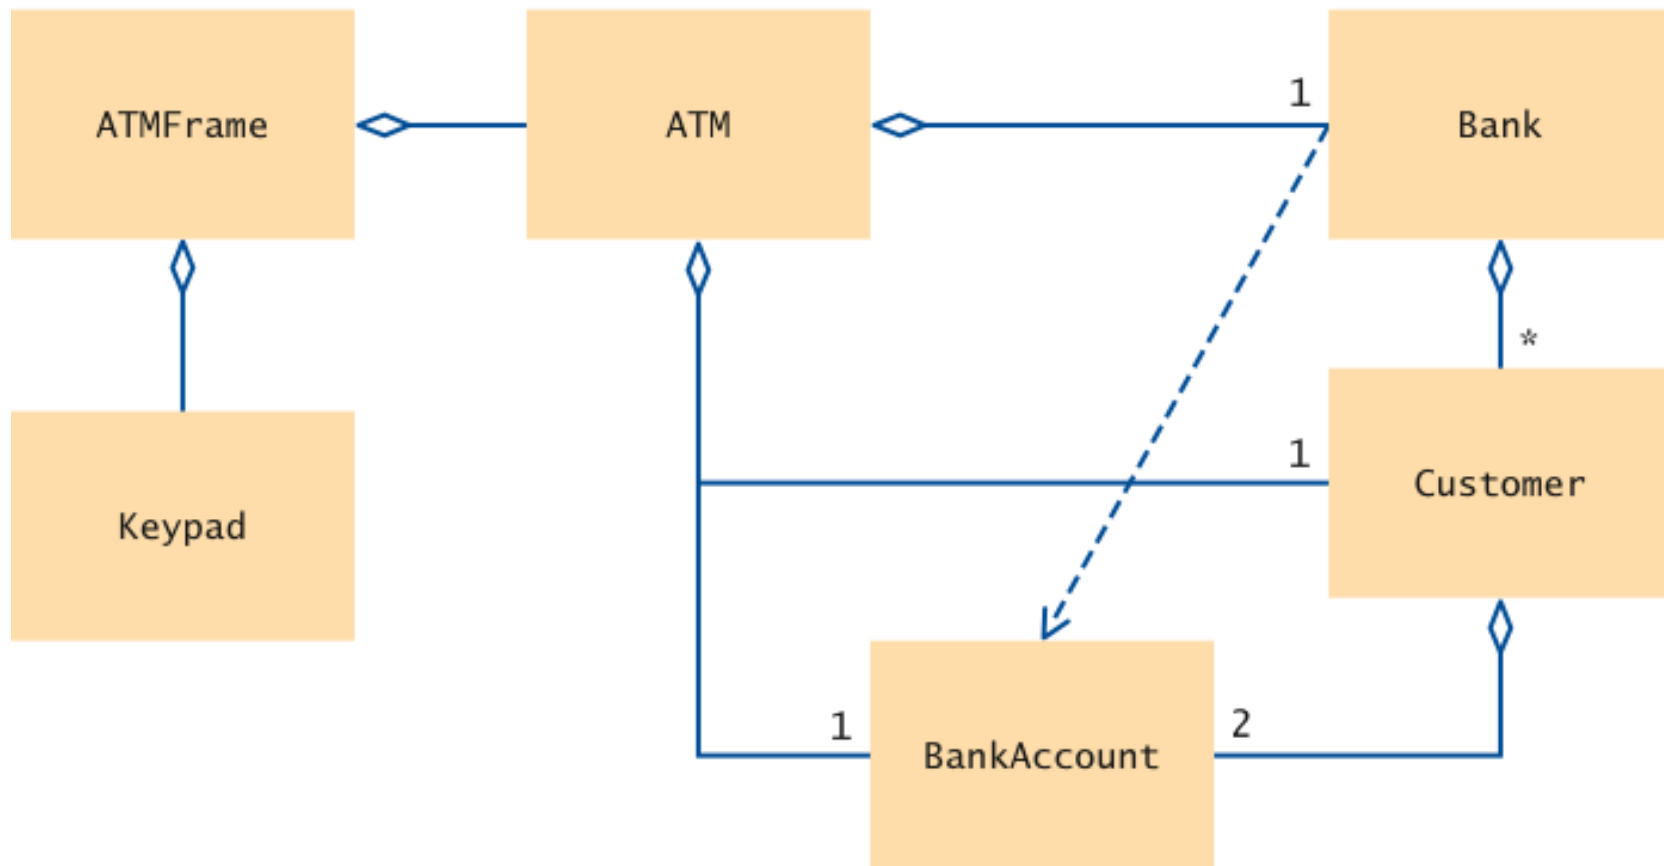 ATMFrame
ATM
1
Bank
*
1
Customer
Keypad
1
2
BankAccount